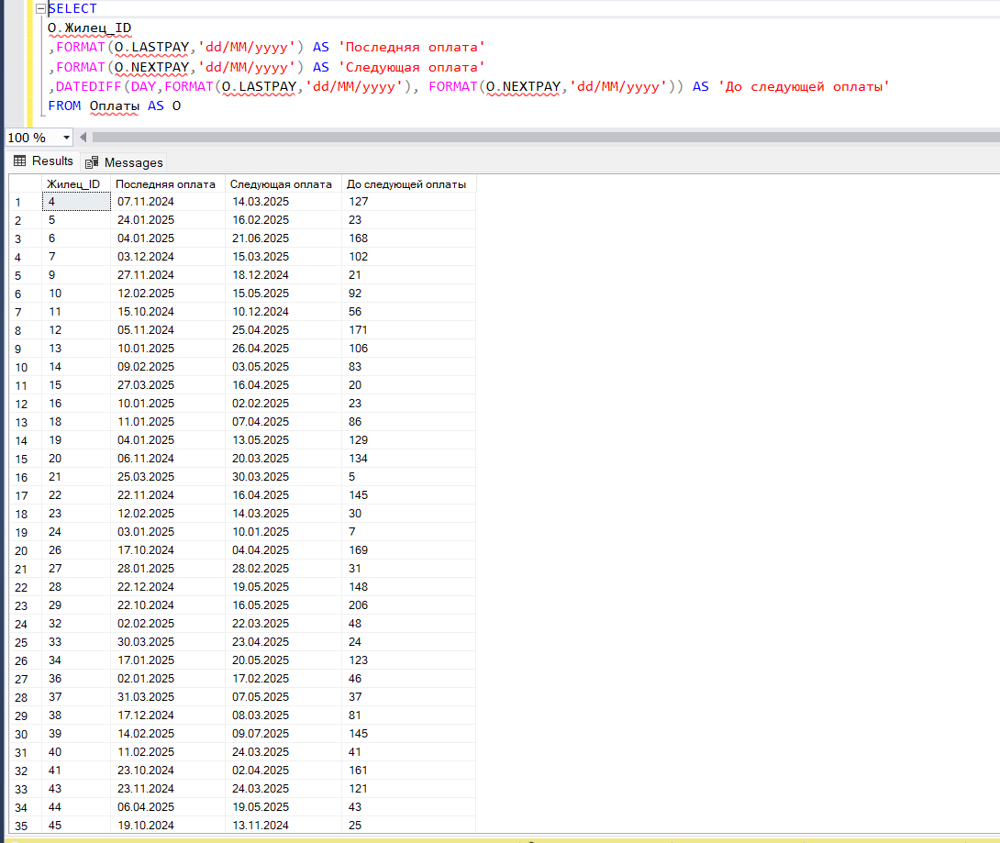 SELECT
О.Жилец_ID
,FORMAT(О.LASTPAY,'dd/MM/yyyy') AS 'Последняя оплата'
,FORMAT(О.NEXTPAY,'dd/MM/yyyy') AS 'Следующая оплата'
,DATEDIFF(DAY,FORMAT(О.LASTPAY,'dd/MM/yyyy'), FORMAT(О.NEXTPAY,'dd/MM/yyyy')) AS 'До следующей оплаты'
FROM Оплаты AS О
100 %
Results Messages
Жилец_ID Последняя оплата Следующая оплата До следующей оплаты
1 4 07.11.2024 14.03.2025 127
2 5 24.01.2025 16.02.2025 23
3 6 04.01.2025 21.06.2025 168
4 7 03.12.2024 15.03.2025 102
5 9 27.11.2024 18.12.2024 21
6 10 12.02.2025 15.05.2025 92
7 11 15.10.2024 10.12.2024 56
8 12 05.11.2024 25.04.2025 171
9 13 10.01.2025 26.04.2025 106
10 14 09.02.2025 03.05.2025 83
11 15 27.03.2025 16.04.2025 20
12 16 10.01.2025 02.02.2025 23
13 18 11.01.2025 07.04.2025 86
14 19 04.01.2025 13.05.2025 129
15 20 06.11.2024 20.03.2025 134
16 21 25.03.2025 30.03.2025 5
17 22 22.11.2024 16.04.2025 145
18 23 12.02.2025 14.03.2025 30
19 24 03.01.2025 10.01.2025 7
20 26 17.10.2024 04.04.2025 169
21 27 28.01.2025 28.02.2025 31
22 28 22.12.2024 19.05.2025 148
23 29 22.10.2024 16.05.2025 206
24 32 02.02.2025 22.03.2025 48
25 33 30.03.2025 23.04.2025 24
26 34 17.01.2025 20.05.2025 123
27 36 02.01.2025 17.02.2025 46
28 37 31.03.2025 07.05.2025 37
29 38 17.12.2024 08.03.2025 81
30 39 14.02.2025 09.07.2025 145
31 40 11.02.2025 24.03.2025 41
32 41 23.10.2024 02.04.2025 161
33 43 23.11.2024 24.03.2025 121
34 44 06.04.2025 19.05.2025 43
35 45 19.10.2024 13.11.2024 25